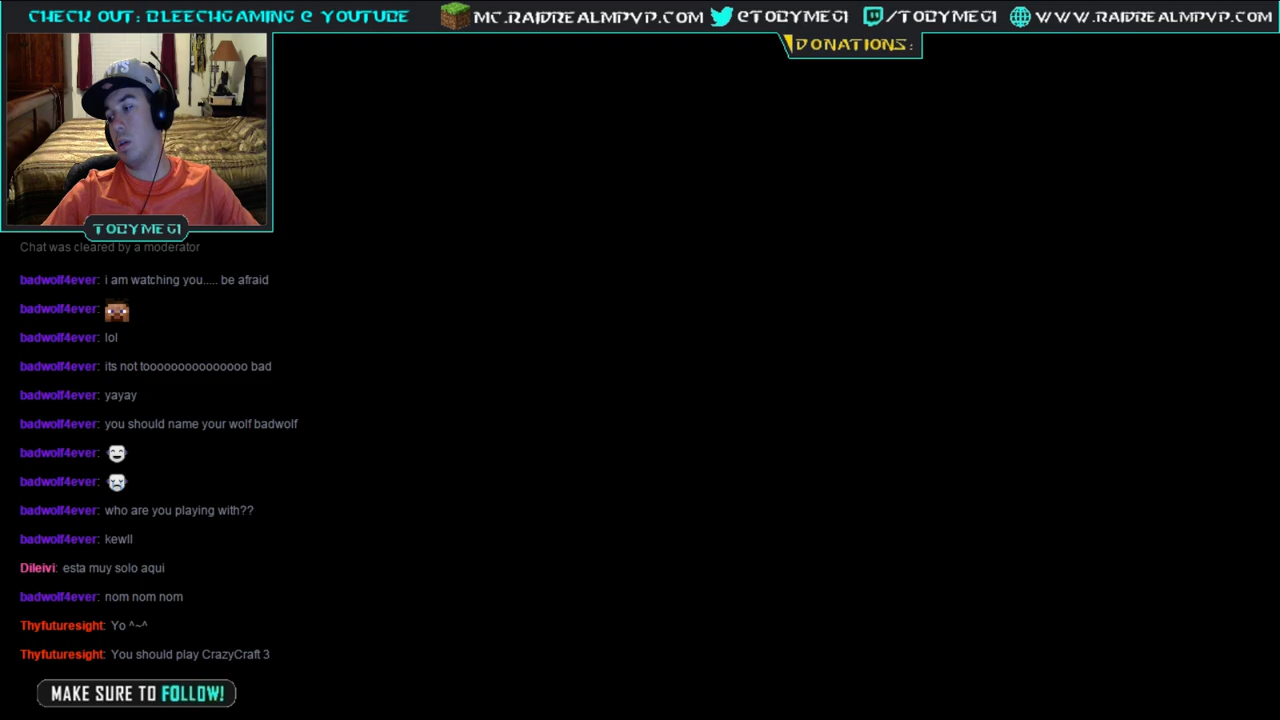 CHECK OUT: BLEECHGAMING @ YOUTUBE
MC.RAIDREALMPVP.COM
@TOBYMEG1
/TOBYMEG1
WWW.RAIDREALMPVP.COM
DONATIONS:
TOBYMEG1
Chat was cleared by a moderator
badwolf4ever: i am watching you..... be afraid
badwolf4ever:
badwolf4ever: lol
badwolf4ever: its not tooooooooooooooo bad
badwolf4ever: yayay
badwolf4ever: you should name your wolf badwolf
badwolf4ever:
badwolf4ever:
badwolf4ever: who are you playing with??
badwolf4ever: kewll
Dileivi: esta muy solo aqui
badwolf4ever: nom nom nom
Thyfuturesight: Yo ^~^
Thyfuturesight: You should play CrazyCraft 3
MAKE SURE TO FOLLOW!